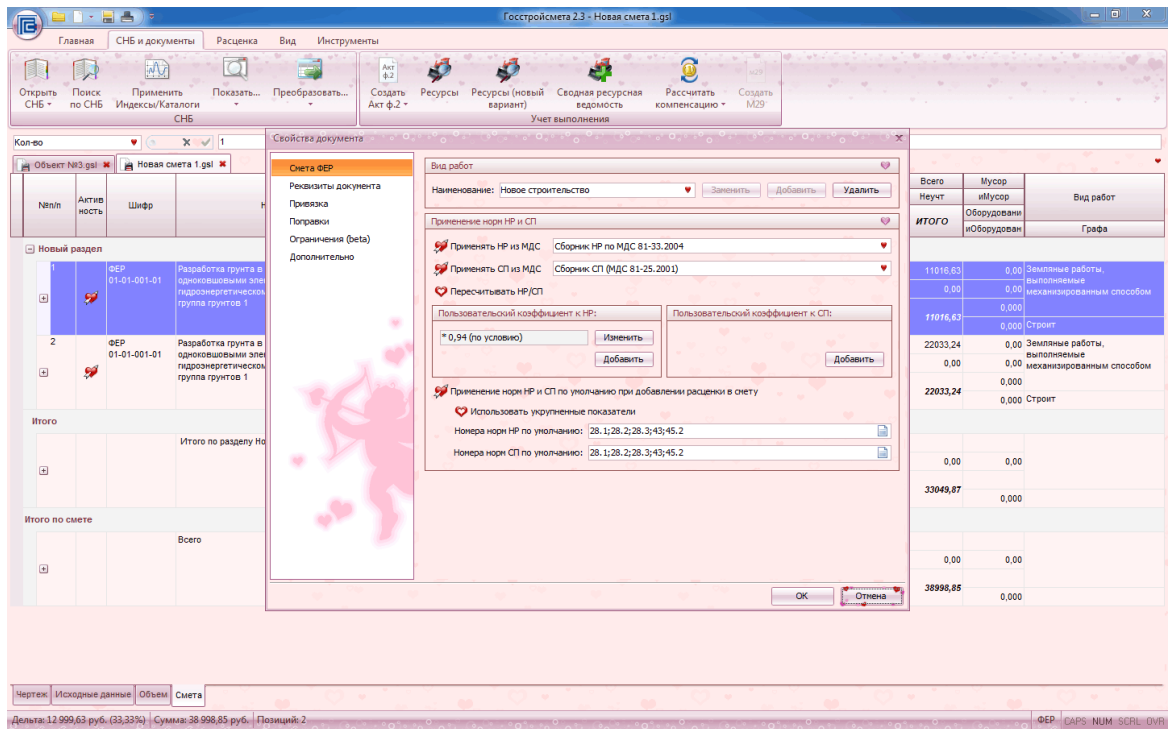 Госстройсмета 2.3 - Новая смета 1.gsl
Главная СНБ и документы Расценка Вид Инструменты
Открыть СНБ
Поиск по СНБ
Применить Индексы/Каталоги
Показать...
Преобразовать...
Создать Акт ф.2
Ресурсы
Ресурсы (новый вариант)
Сводная ресурсная ведомость
Рассчитать компенсацию
Создать М29
СНБ
Учет выполнения
Кол-во 1
Объект №3.gsl Новая смета 1.gsl
№п/п
Актив ность
Шифр
Всего
Неучт
ИТОГО
Мусор
иМусор
Оборудовани
иОборудован
Вид работ
Графа
Новый раздел
1
ФЕР 01-01-001-01
Разработка грунта в
одноковшовыми элек
гидроэнергетическом
группа грунтов 1
11016,63
0,00
11016,63
0,00
0,00
0,000
0,000
Земляные работы,
выполняемые
механизированным способом
Строит
2
ФЕР 01-01-001-01
Разработка грунта в
одноковшовыми элек
гидроэнергетическом
группа грунтов 1
22033,24
0,00
22033,24
0,00
0,00
0,000
0,000
Земляные работы,
выполняемые
механизированным способом
Строит
Итого
Итого по разделу Но
0,00 0,00
33049,87
0,000
Итого по смете
Всего
0,00 0,00
38998,85
0,000
Свойства документа
Смета ФЕР
Реквизиты документа
Привязка
Поправки
Ограничения (beta)
Дополнительно
Вид работ
Наименование: Новое строительство Заменить Добавить Удалить
Применение норм НР и СП
Применять НР из МДС Сборник НР по МДС 81-33.2004
Применять СП из МДС Сборник СП (МДС 81-25.2001)
Пересчитывать НР/СП
Пользовательский коэффициент к НР:
* 0,94 (по условию) Изменить
Добавить
Пользовательский коэффициент к СП:
Добавить
Применение норм НР и СП по умолчанию при добавлении расценки в смету
Использовать укрупненные показатели
Номера норм НР по умолчанию: 28.1;28.2;28.3;43;45.2
Номера норм СП по умолчанию: 28.1;28.2;28.3;43;45.2
OK Отмена
Чертеж Исходные данные Объем Смета
Дельта: 12 999,63 руб. (33,33%) Сумма: 38 998,85 руб. Позиций: 2 ФЕР CAPS NUM SCRL OVR